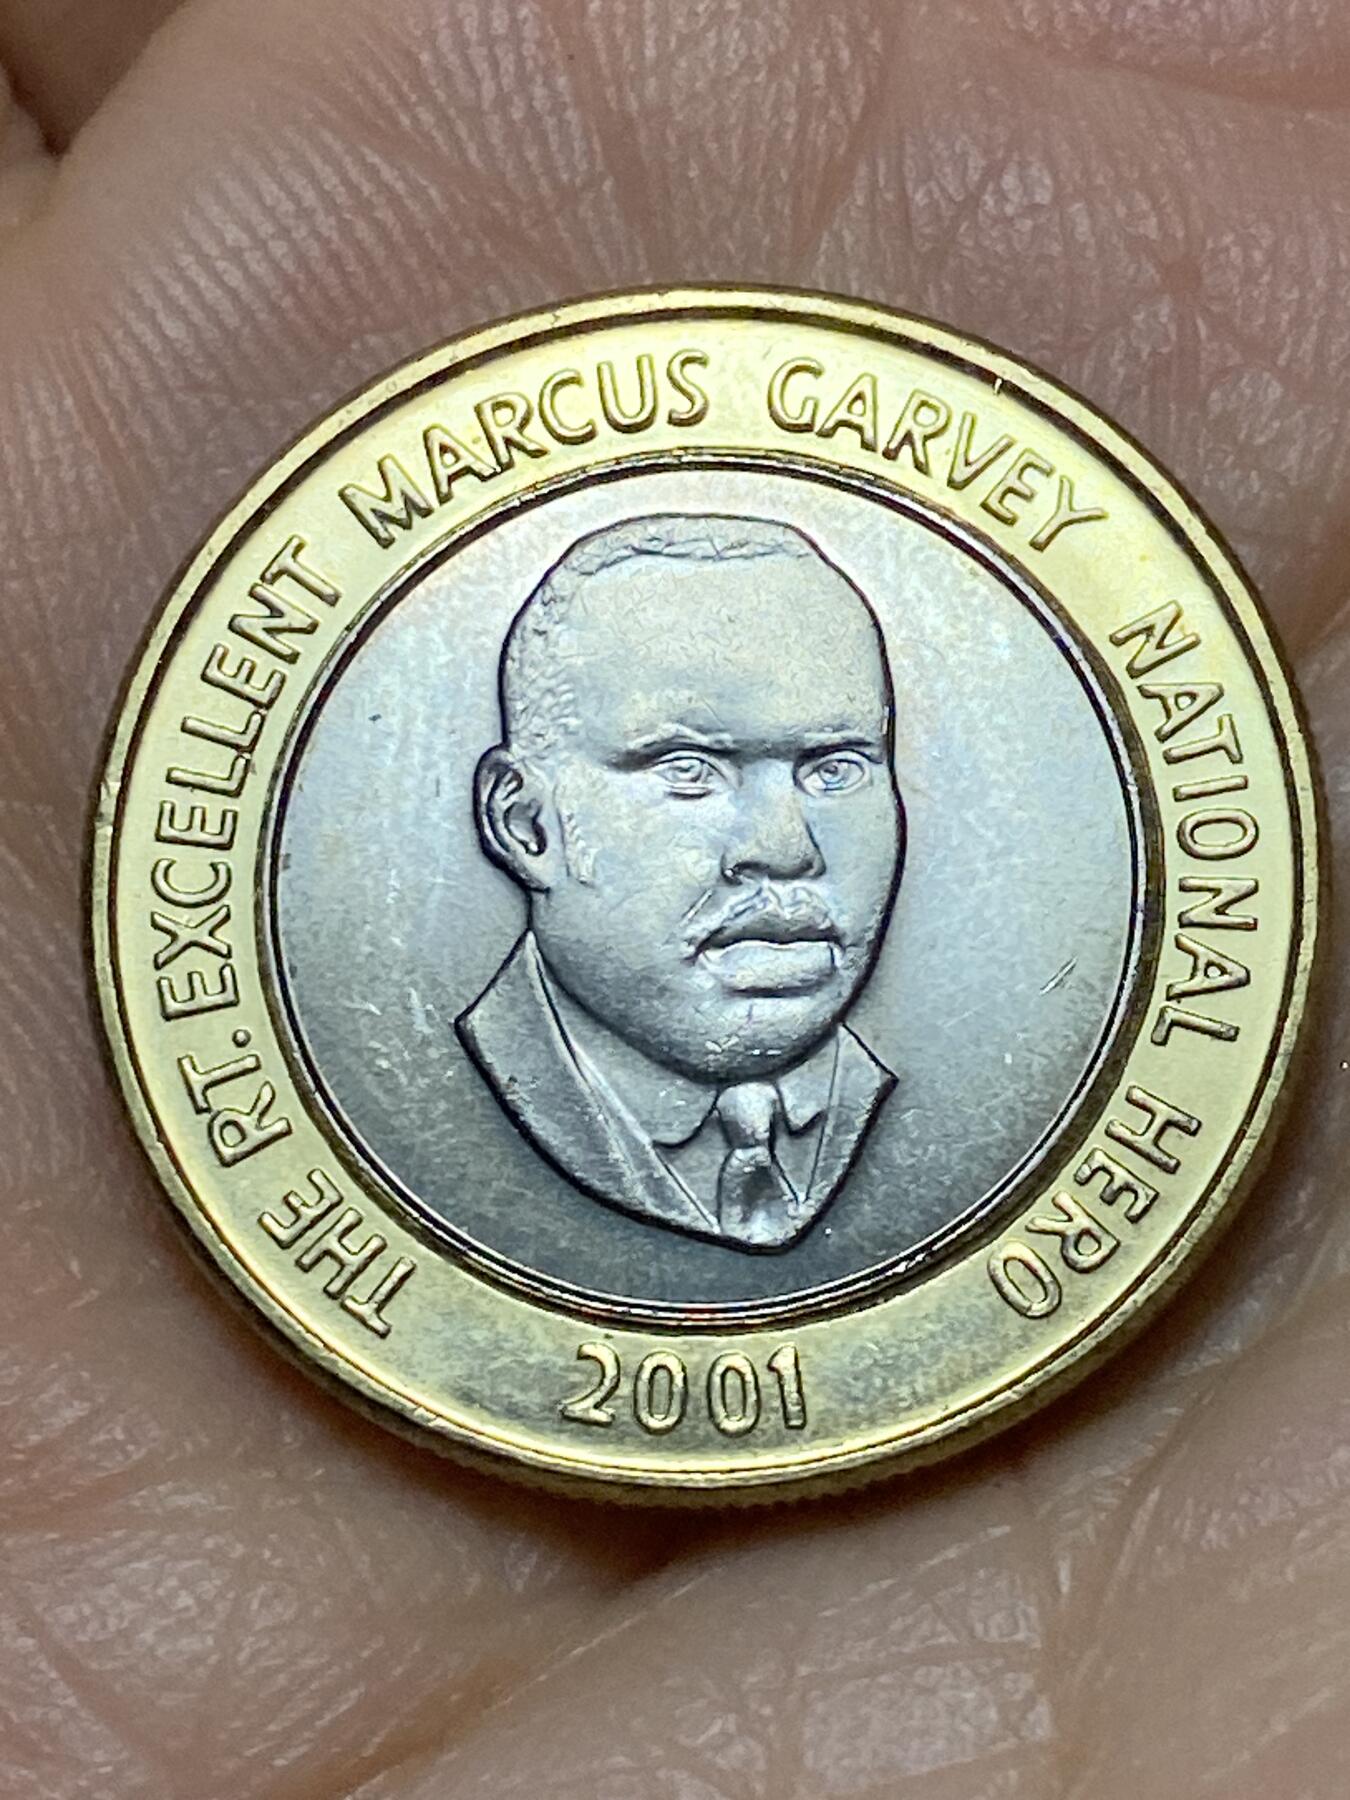 THE RT. EXCELLENT MARCUS GARVEY NATIONAL HERO
2001